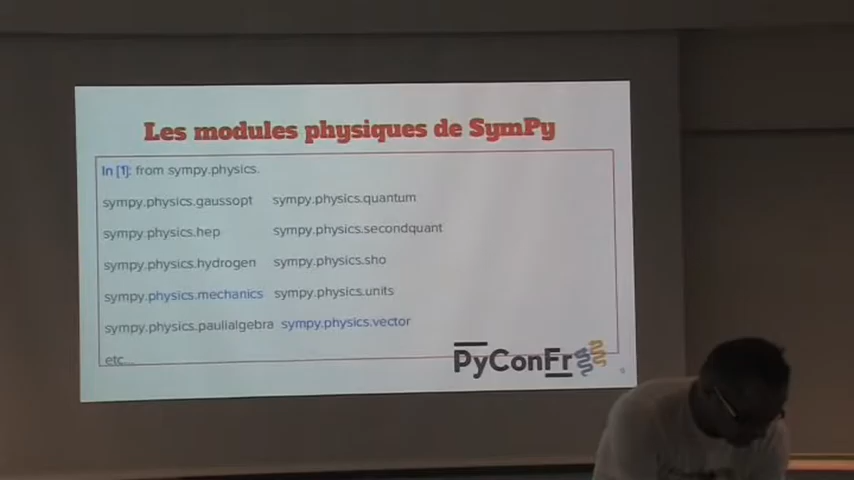 Les modules physiques de SymPy
In [1]: from sympy.physics.
sympy.physics.gaussopt sympy.physics.quantum
sympy.physics.hep sympy.physics.secondquant
sympy.physics.hydrogen sympy.physics.sho
sympy.physics.mechanics sympy.physics.units
sympy.physics.paulialgebra sympy.physics.vector
etc...
PyConFr